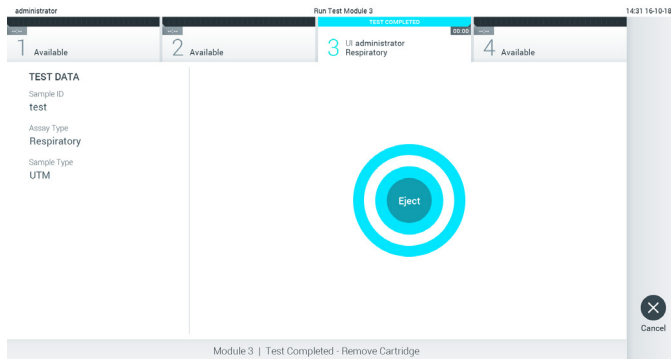 administrator Run Test Module 3 14:31 16-10-18
TEST COMPLETED
--:-- --:-- 00:00 --:--
1 Available 2 Available 3 UI administrator Respiratory 4 Available
TEST DATA
Sample ID
test
Assay Type
Respiratory
Sample Type
UTM
Eject
Cancel
Module 3 | Test Completed - Remove Cartridge